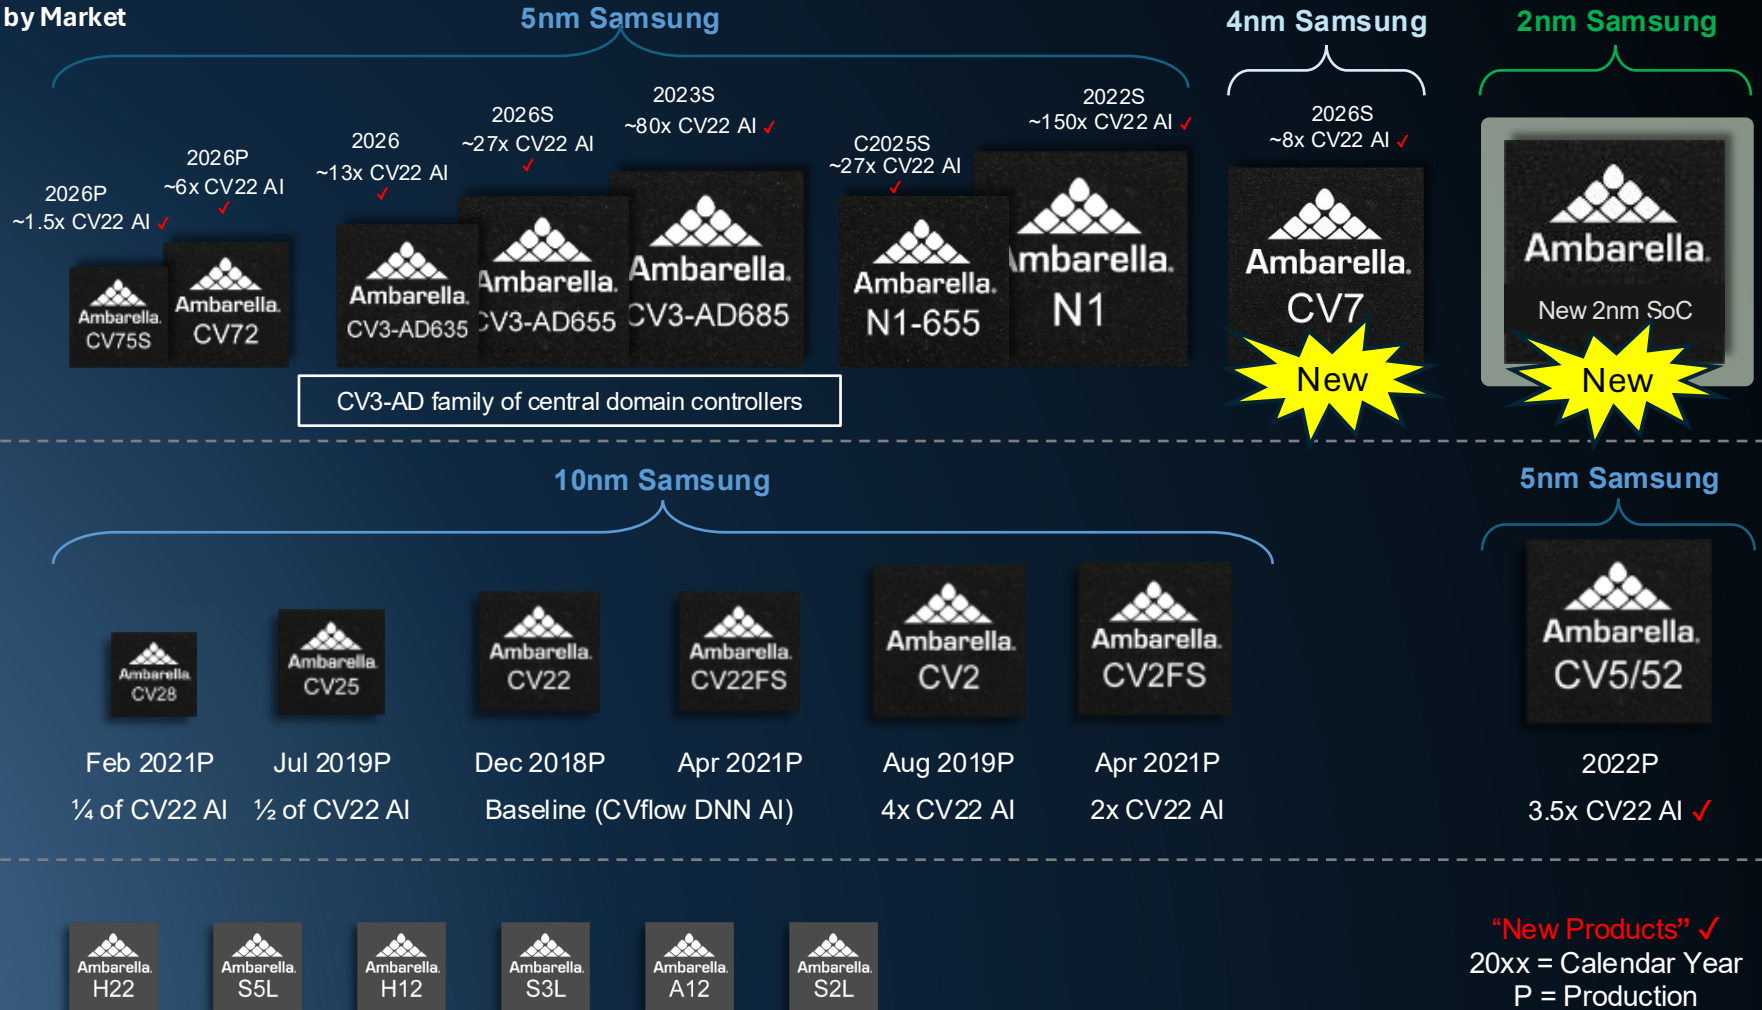 by Market
5nm Samsung
4nm Samsung
2nm Samsung
2026P
~1.5x CV22 AI ✓
2026P
~6x CV22 AI
✓
2026
~13x CV22 AI
✓
2026S
~27x CV22 AI
✓
2023S
~80x CV22 AI ✓
C2025S
~27x CV22 AI
✓
2022S
~150x CV22 AI ✓
2026S
~8x CV22 AI ✓
Ambarella.
CV75S
Ambarella.
CV72
Ambarella.
CV3-AD635
Ambarella.
CV3-AD655
Ambarella.
CV3-AD685
Ambarella.
N1-655
Ambarella.
N1
Ambarella.
CV7
New
Ambarella.
New 2nm SoC
New
CV3-AD family of central domain controllers
10nm Samsung
5nm Samsung
Ambarella.
CV28
Ambarella.
CV25
Ambarella.
CV22
Ambarella.
CV22FS
Ambarella.
CV2
Ambarella.
CV2FS
Ambarella.
CV5/52
Feb 2021P
Jul 2019P
Dec 2018P
Apr 2021P
Aug 2019P
Apr 2021P
2022P
¼ of CV22 AI
½ of CV22 AI
Baseline (CVflow DNN AI)
4x CV22 AI
2x CV22 AI
3.5x CV22 AI ✓
Ambarella.
H22
Ambarella.
S5L
Ambarella.
H12
Ambarella.
S3L
Ambarella.
A12
Ambarella.
S2L
“New Products” ✓
20xx = Calendar Year
P = Production